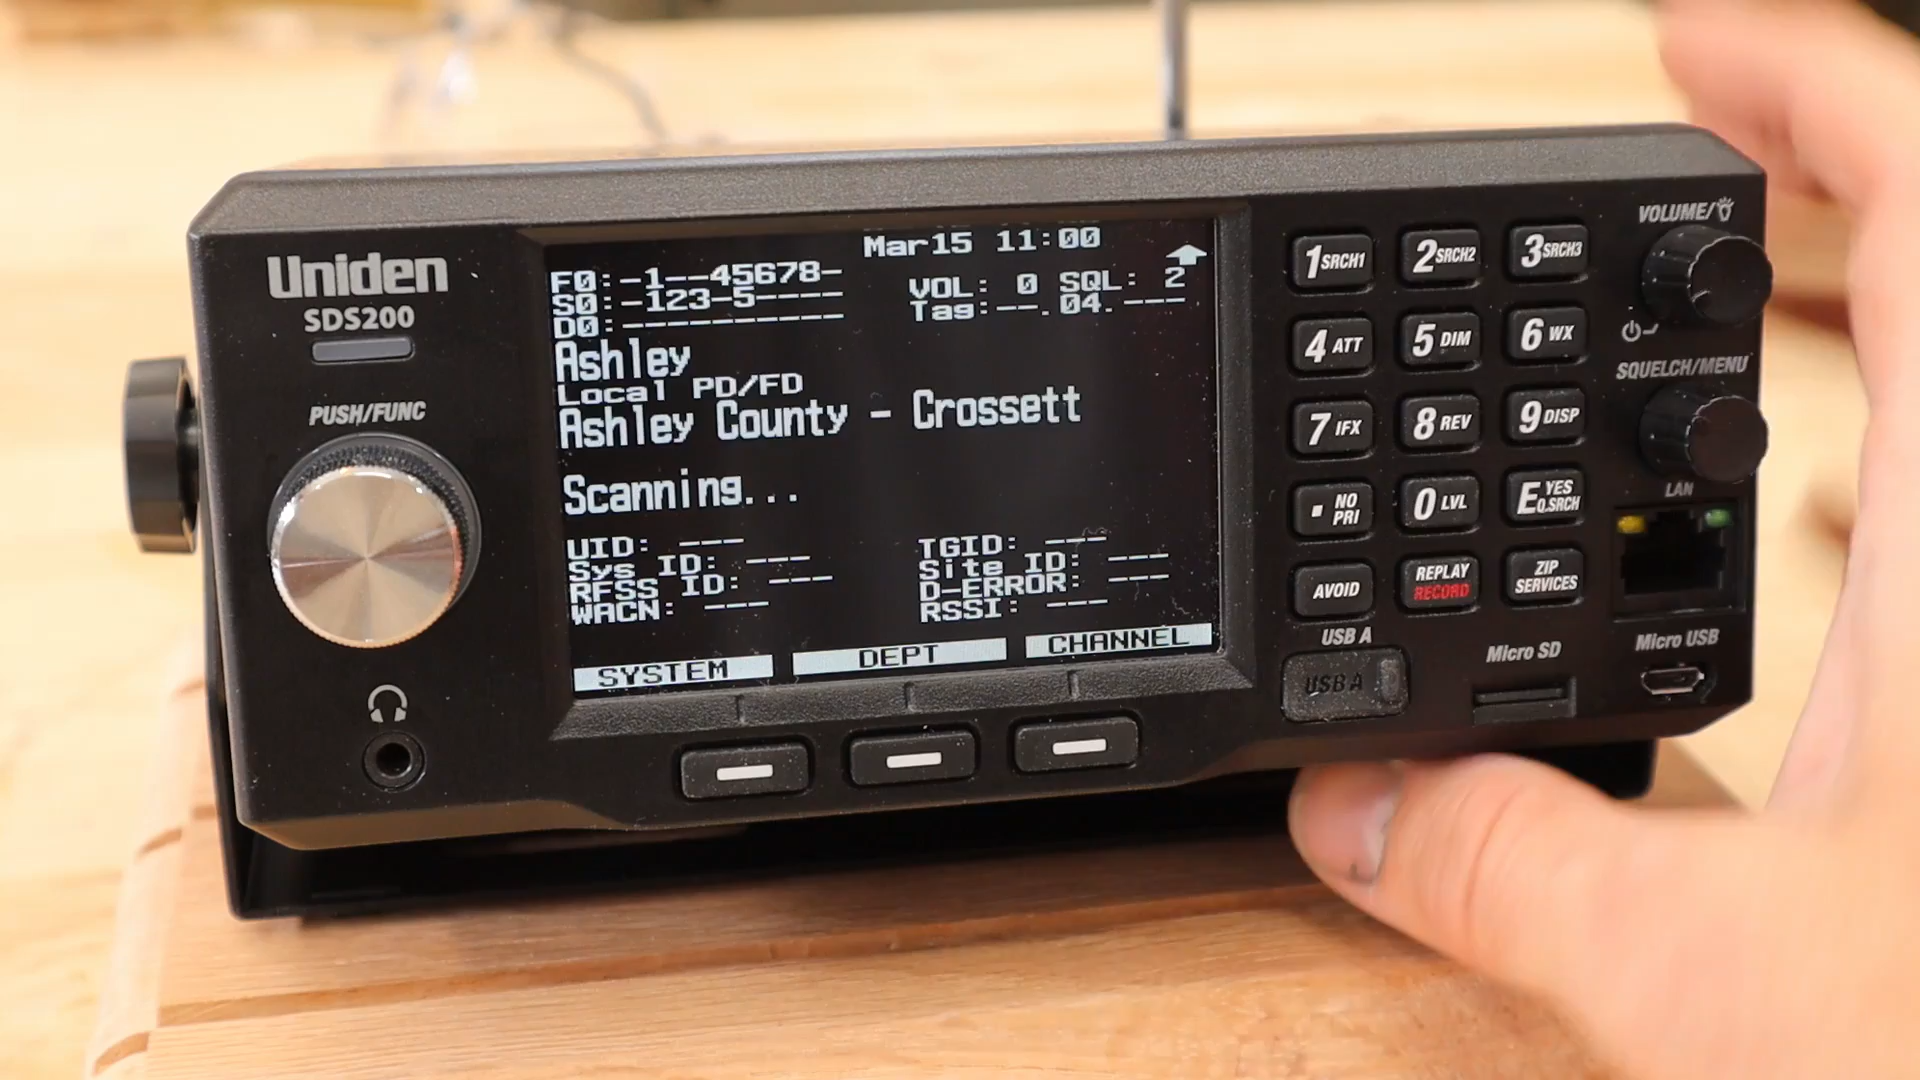 Uniden
SDS200
PUSH/FUNC
Mar15 11:00
F0:-1--45678-
S0:-123-5----
D0:----------
VOL: 0 SQL: 2
Tag:--.04.---
Ashley
Local PD/FD
Ashley County - Crossett
Scanning...
UID: ---
TGID: ---
Sys ID: ---
Site ID: ---
RFSS ID: ---
D-ERROR: ---
WACN: ---
RSSI: ---
SYSTEM DEPT CHANNEL
1 SRCH1 2 SRCH2 3 SRCH3
4 ATT 5 DIM 6 WX
7 IFX 8 REV 9 DISP
. NO PRI 0 LVL E YES Q.SRCH
AVOID REPLAY RECORD ZIP SERVICES
VOLUME/
SQUELCH/MENU
LAN
USB A
USB A
Micro SD
Micro USB